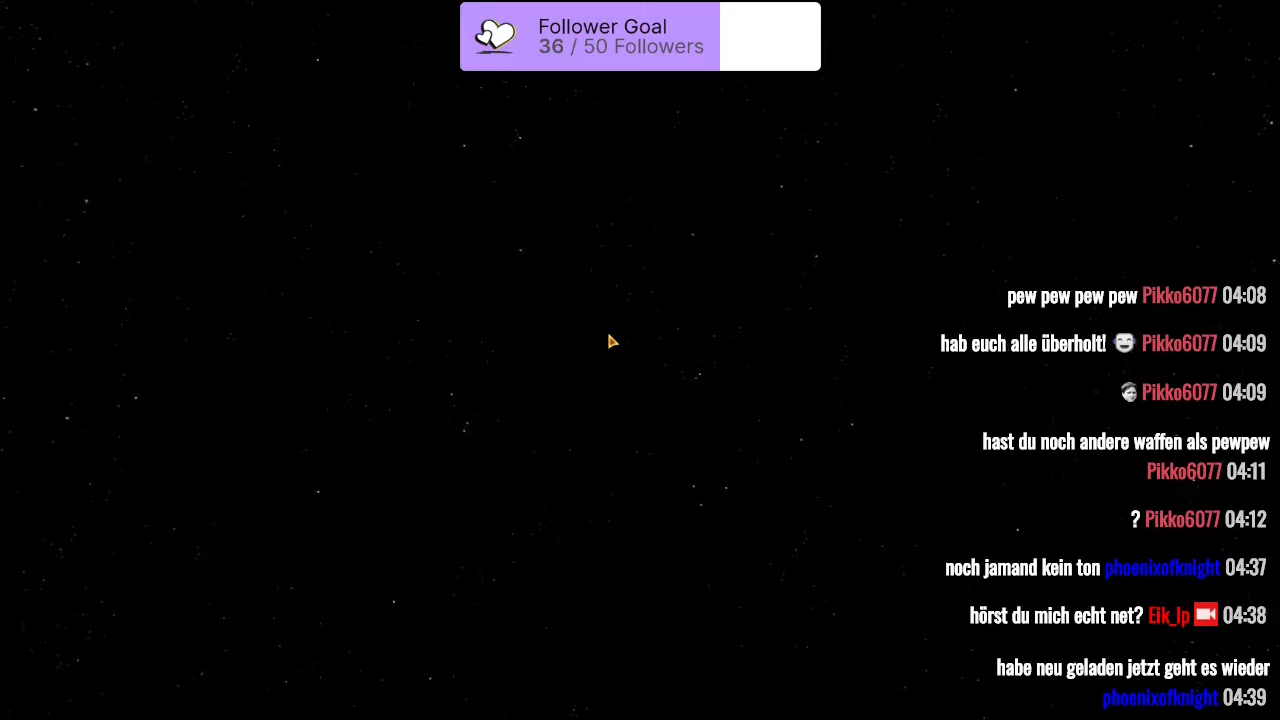 Follower Goal
36 / 50 Followers
pew pew pew pew Pikko6077 04:08
hab euch alle überholt! Pikko6077 04:09
Pikko6077 04:09
hast du noch andere waffen als pewpew
Pikko6077 04:11
? Pikko6077 04:12
noch jamand kein ton phoenixofknight 04:37
hörst du mich echt net? Eik_lp 04:38
habe neu geladen jetzt geht es wieder
phoenixofknight 04:39